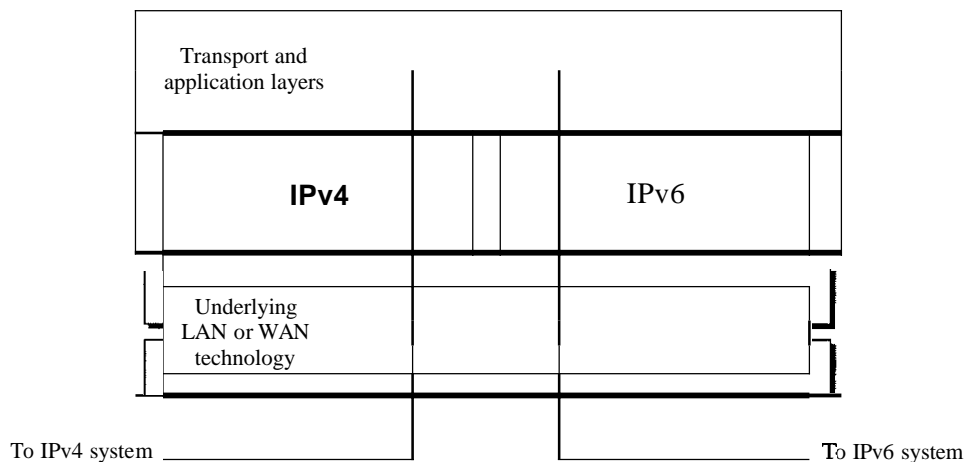 Transport and
application layers
IPv4
IPv6
Underlying
LAN or WAN
technology
To IPv4 system
To IPv6 system